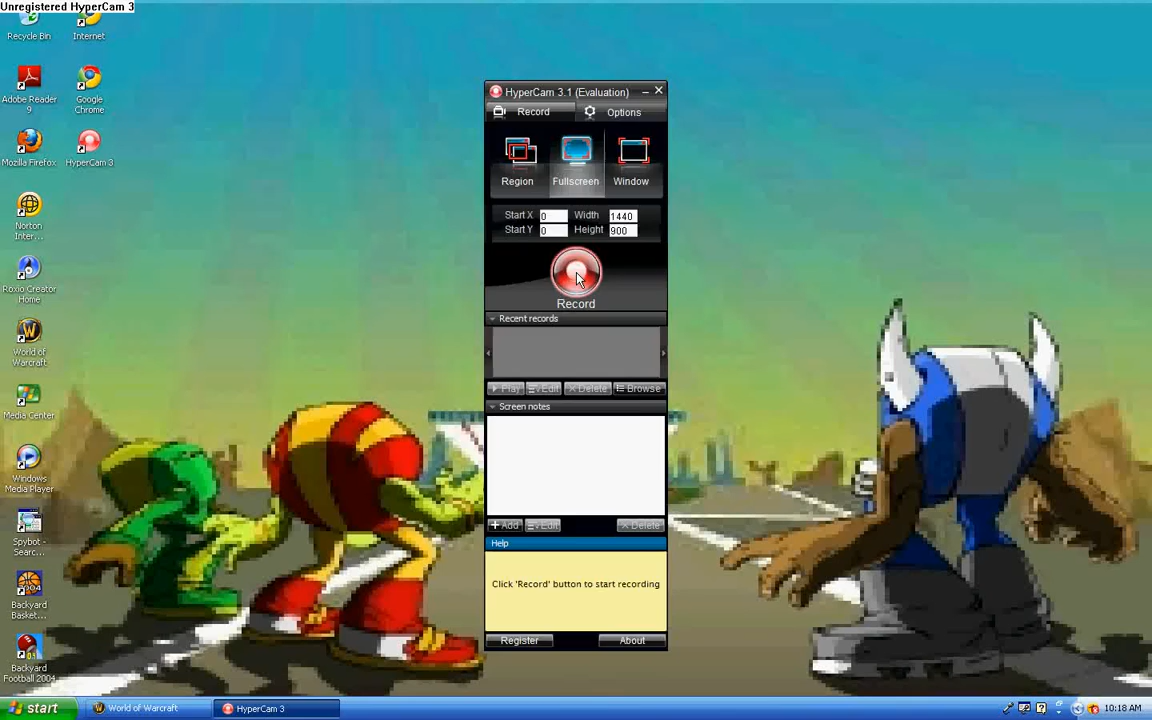 Unregistered HyperCam 3
Recycle Bin
Internet
Adobe Reader
9
Google
Chrome
Mozilla Firefox
HyperCam 3
Norton
Inter...
Roxio Creator
Home
World of
Warcraft
Media Center
Windows
Media Player
Spybot -
Searc...
Backyard
Basket...
Backyard
Football 2004
HyperCam 3.1 (Evaluation)
Record
Options
Region
Fullscreen
Window
Start X 0 Width 1440
Start Y 0 Height 900
Record
Recent records
Play Edit Delete Browse
Screen notes
Add Edit Delete
Help
Click 'Record' button to start recording
Register
About
start
World of Warcraft
HyperCam 3
10:18 AM